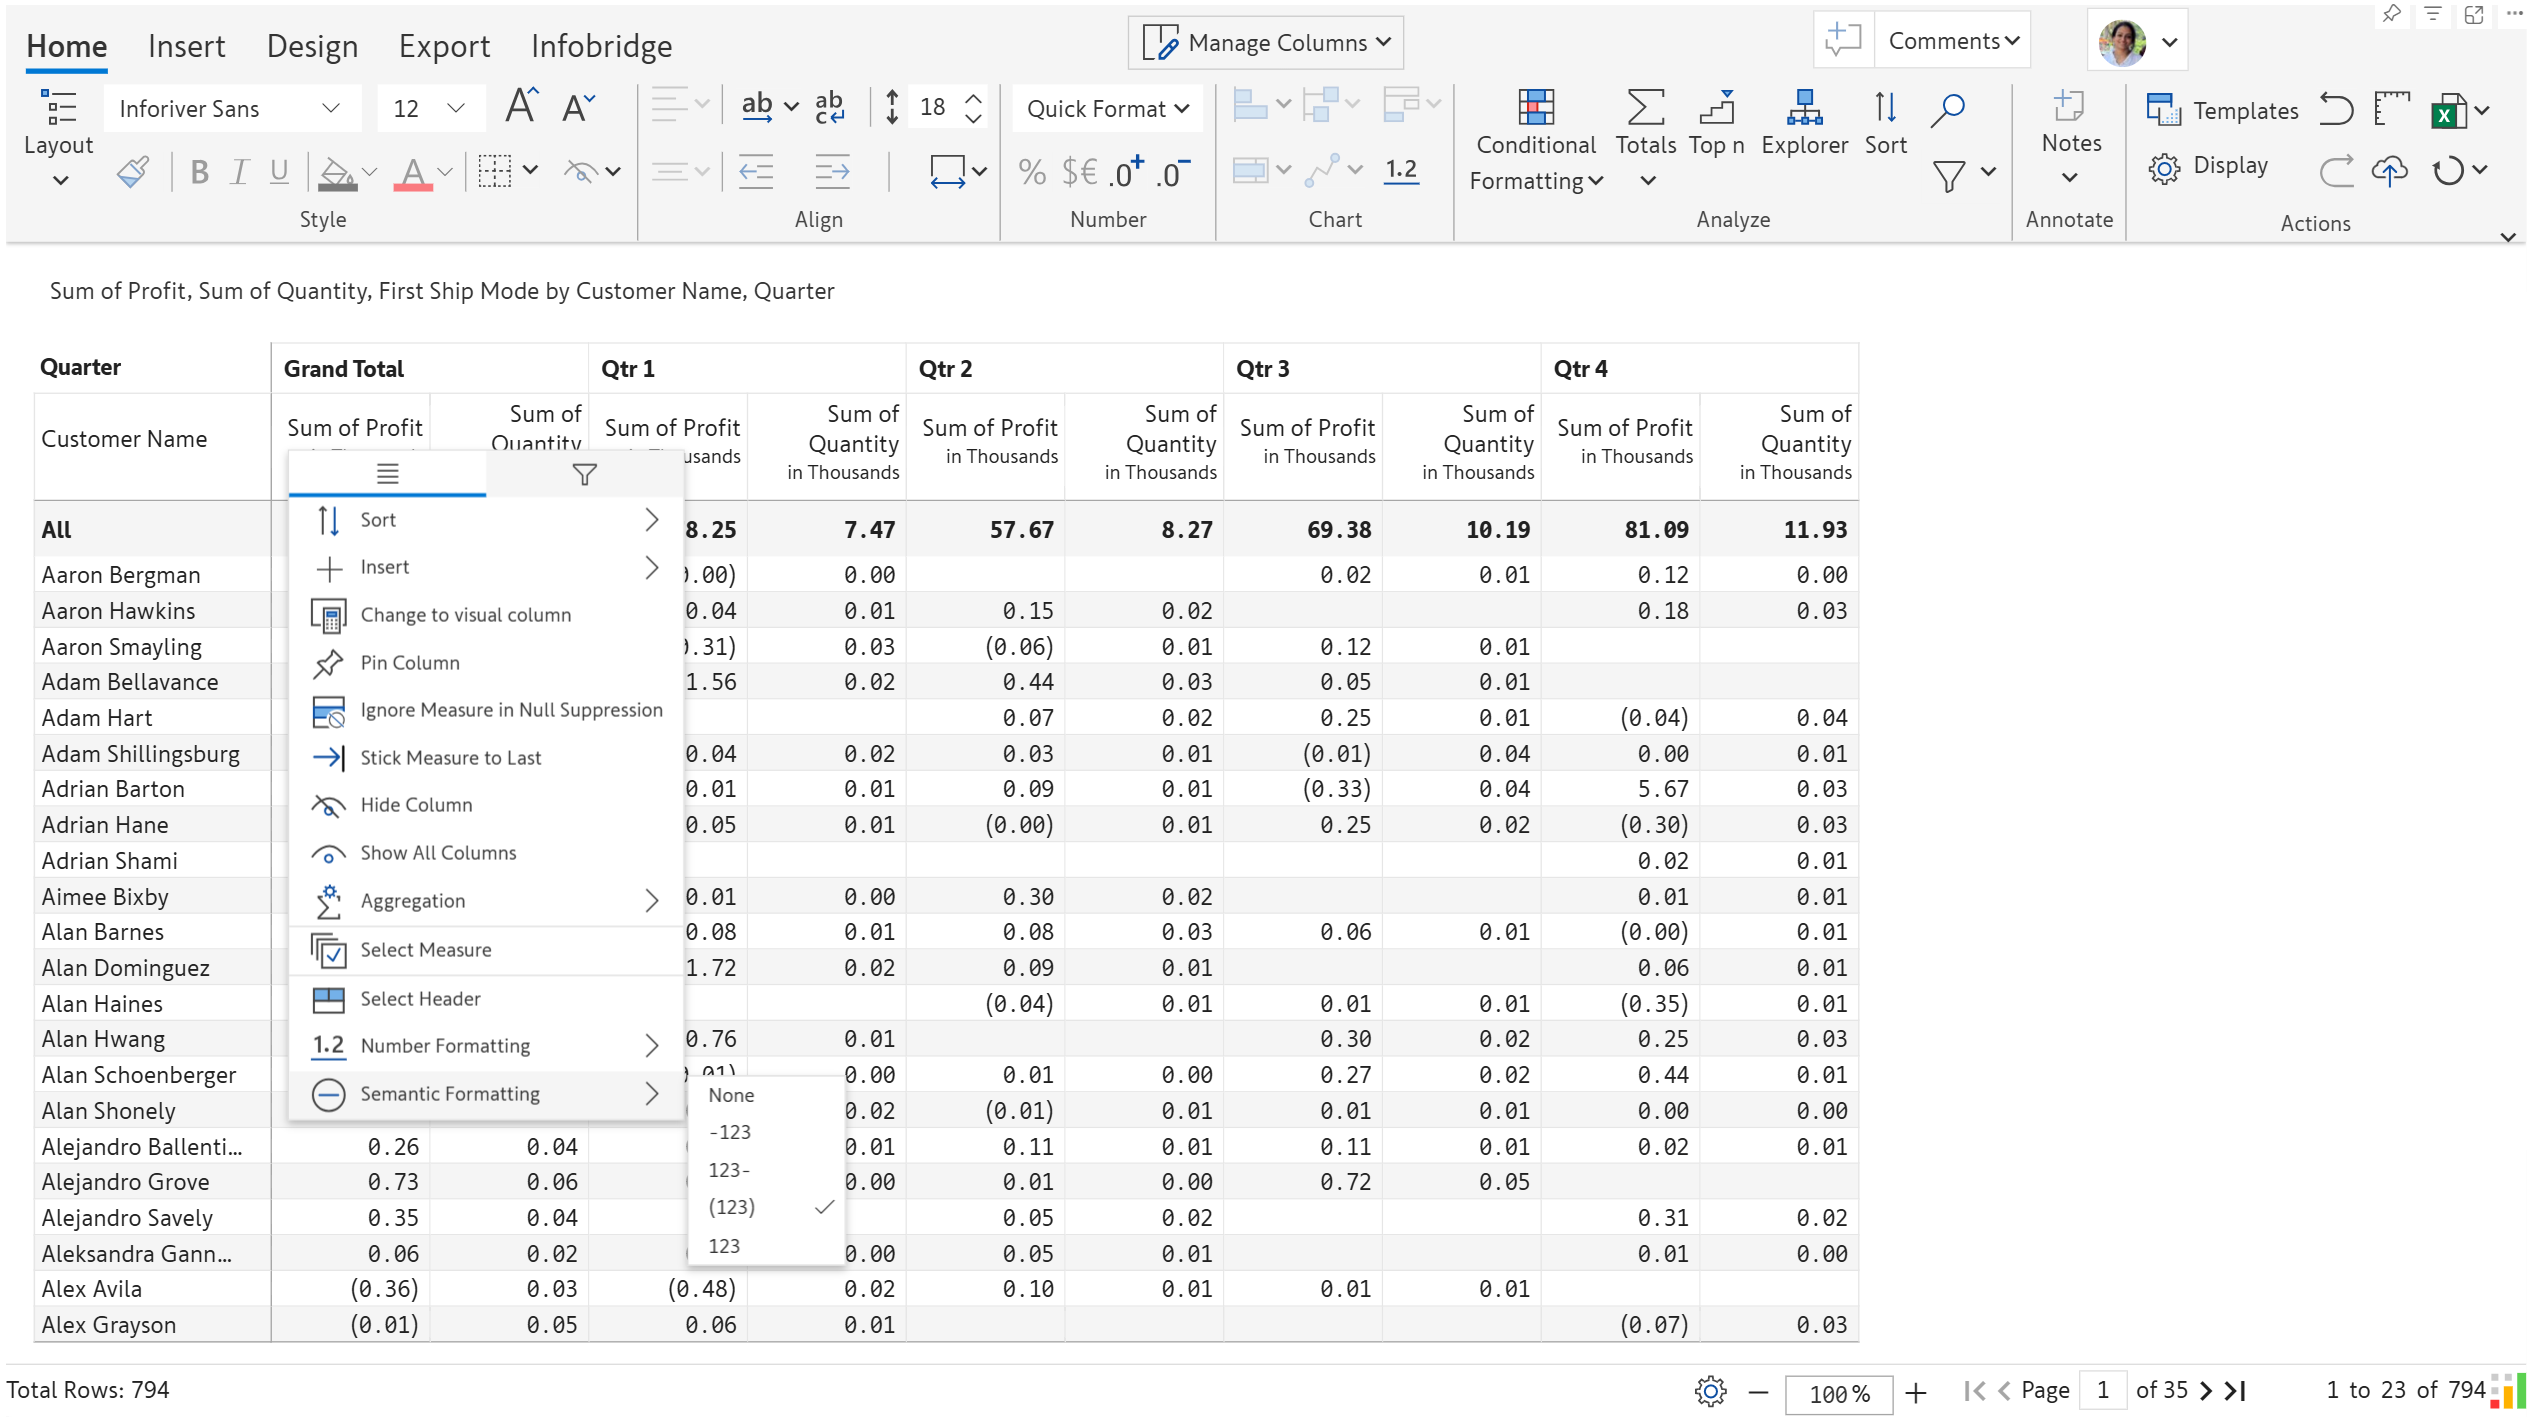 Home Insert Design Export Infobridge Manage Columns Comments
Inforiver Sans 12 A A ab ab c 18 Quick Format
Layout Conditional Formatting Totals Top n Explorer Sort Notes Templates
B I U A % $€ .0+ .0- 1.2 Display
Style Align Number Chart Analyze Annotate Actions
Sum of Profit, Sum of Quantity, First Ship Mode by Customer Name, Quarter
Quarter Grand Total Qtr 1 Qtr 2 Qtr 3 Qtr 4
Customer Name Sum of Profit Sum of Quantity Sum of Profit Sum of Quantity in Thousands Sum of Profit in Thousands Sum of Quantity in Thousands Sum of Profit in Thousands Sum of Quantity in Thousands Sum of Profit in Thousands Sum of Quantity in Thousands
All 8.25 7.47 57.67 8.27 69.38 10.19 81.09 11.93
Aaron Bergman .00) 0.00 0.02 0.01 0.12 0.00
Aaron Hawkins 0.04 0.01 0.15 0.02 0.18 0.03
Aaron Smayling .31) 0.03 (0.06) 0.01 0.12 0.01
Adam Bellavance 1.56 0.02 0.44 0.03 0.05 0.01
Adam Hart 0.07 0.02 0.25 0.01 (0.04) 0.04
Adam Shillingsburg 0.04 0.02 0.03 0.01 (0.01) 0.04 0.00 0.01
Adrian Barton 0.01 0.01 0.09 0.01 (0.33) 0.04 5.67 0.03
Adrian Hane 0.05 0.01 (0.00) 0.01 0.25 0.02 (0.30) 0.03
Adrian Shami 0.02 0.01
Aimee Bixby 0.01 0.00 0.30 0.02 0.01 0.01
Alan Barnes 0.08 0.01 0.08 0.03 0.06 0.01 (0.00) 0.01
Alan Dominguez 1.72 0.02 0.09 0.01 0.06 0.01
Alan Haines (0.04) 0.01 0.01 0.01 (0.35) 0.01
Alan Hwang 0.76 0.01 0.30 0.02 0.25 0.03
Alan Schoenberger 0.00 0.01 0.00 0.27 0.02 0.44 0.01
Alan Shonely 0.02 (0.01) 0.01 0.01 0.01 0.00 0.00
Alejandro Ballenti... 0.26 0.04 0.01 0.11 0.01 0.11 0.01 0.02 0.01
Alejandro Grove 0.73 0.06 0.00 0.01 0.00 0.72 0.05
Alejandro Savely 0.35 0.04 0.05 0.02 0.31 0.02
Aleksandra Gann... 0.06 0.02 0.00 0.05 0.01 0.01 0.00
Alex Avila (0.36) 0.03 (0.48) 0.02 0.10 0.01 0.01 0.01
Alex Grayson (0.01) 0.05 0.06 0.01 (0.07) 0.03
Sort
Insert
Change to visual column
Pin Column
Ignore Measure in Null Suppression
Stick Measure to Last
Hide Column
Show All Columns
Aggregation
Select Measure
Select Header
1.2 Number Formatting
Semantic Formatting
None
-123
123-
(123)
123
Total Rows: 794 100% Page 1 of 35 1 to 23 of 794